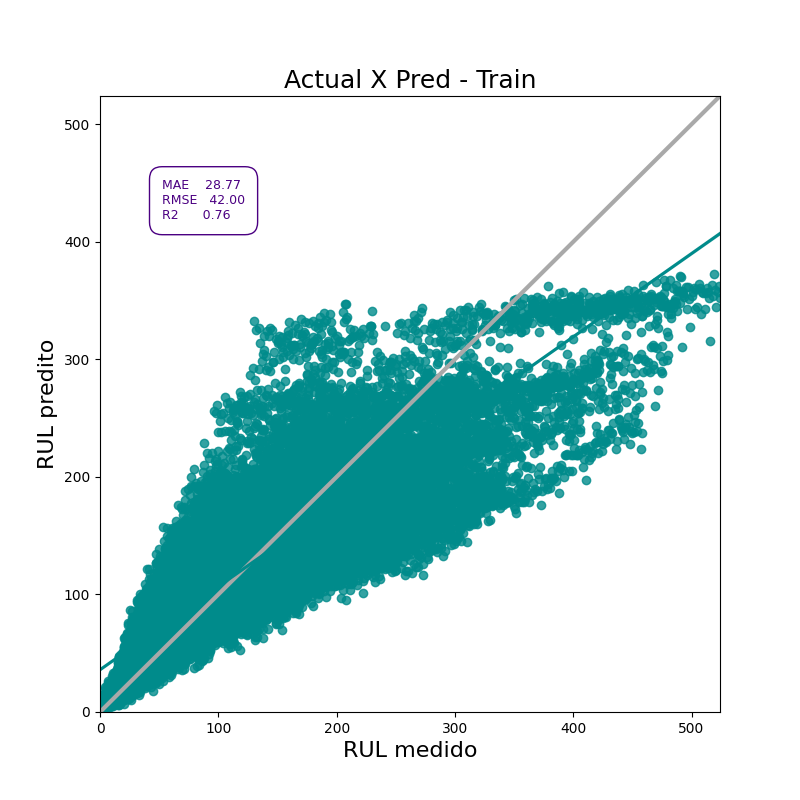 Actual X Pred - Train
500
400
300
200
100
0
MAE 28.77
RMSE 42.00
R2 0.76
RUL predito
0 100 200 300 400 500
RUL medido